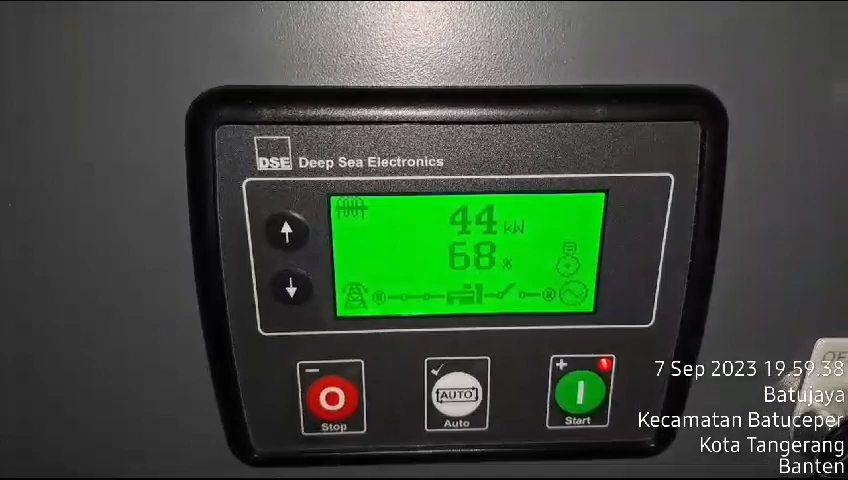 DSE Deep Sea Electronics
44 kW
68 %
O
Stop
AUTO
Auto
I
Start
7 Sep 2023 19.59.38
Batujaya
Kecamatan Batuceper
Kota Tangerang
Banten